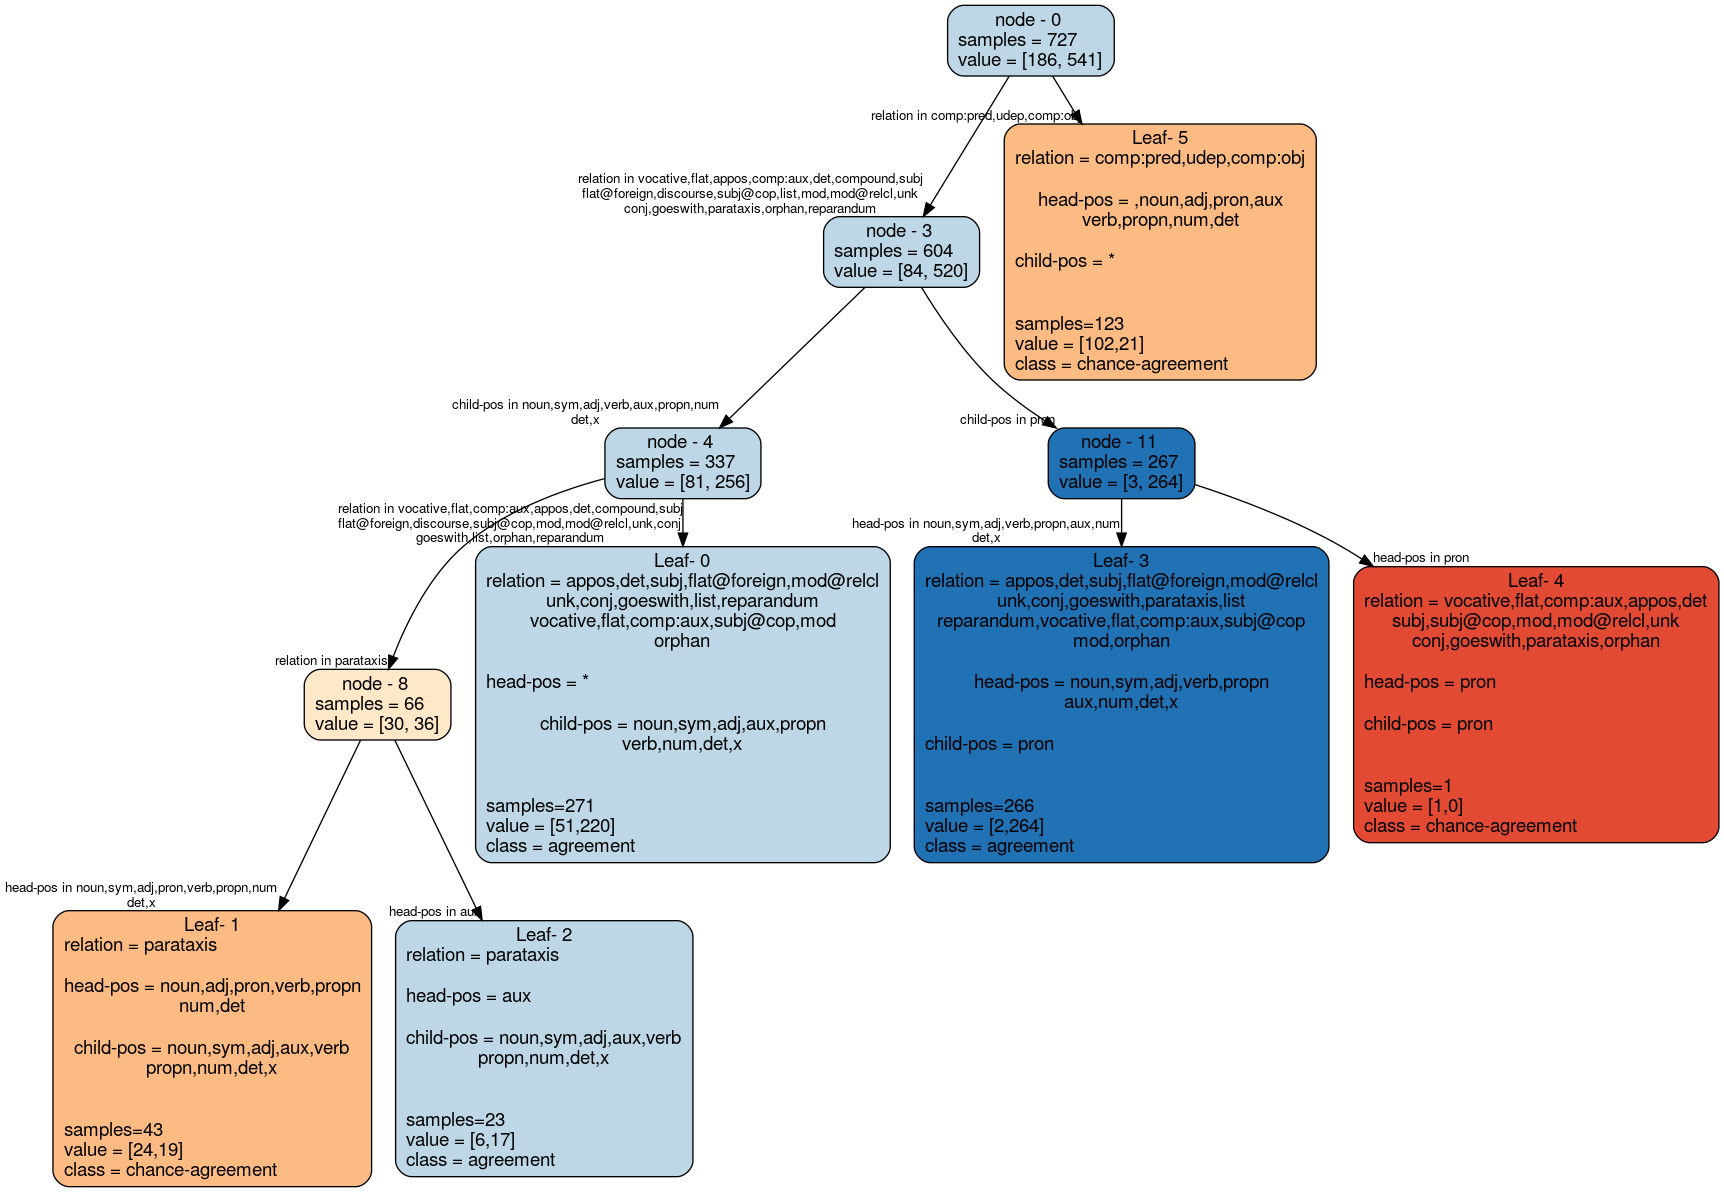 node - 0
samples = 727
value = [186, 541]
relation in comp:pred,udep,comp:obj
Leaf- 5
relation = comp:pred,udep,comp:obj
head-pos = ,noun,adj,pron,aux
verb,propn,num,det
child-pos = *
samples=123
value = [102,21]
class = chance-agreement
relation in vocative,flat,appos,comp:aux,det,compound,subj
flat@foreign,discourse,subj@cop,list,mod,mod@relcl,unk
conj,goeswith,parataxis,orphan,reparandum
node - 3
samples = 604
value = [84, 520]
child-pos in noun,sym,adj,verb,aux,propn,num
det,x
node - 4
samples = 337
value = [81, 256]
child-pos in pron
node - 11
samples = 267
value = [3, 264]
relation in vocative,flat,comp:aux,appos,det,compound,subj
flat@foreign,discourse,subj@cop,mod,mod@relcl,unk,conj
goeswith,list,orphan,reparandum
Leaf- 0
relation = appos,det,subj,flat@foreign,mod@relcl
unk,conj,goeswith,list,reparandum
vocative,flat,comp:aux,subj@cop,mod
orphan
head-pos = *
child-pos = noun,sym,adj,aux,propn
verb,num,det,x
samples=271
value = [51,220]
class = agreement
head-pos in noun,sym,adj,verb,propn,aux,num
det,x
Leaf- 3
relation = appos,det,subj,flat@foreign,mod@relcl
unk,conj,goeswith,parataxis,list
reparandum,vocative,flat,comp:aux,subj@cop
mod,orphan
head-pos = noun,sym,adj,verb,propn
aux,num,det,x
child-pos = pron
samples=266
value = [2,264]
class = agreement
head-pos in pron
Leaf- 4
relation = vocative,flat,comp:aux,appos,det
subj,subj@cop,mod,mod@relcl,unk
conj,goeswith,parataxis,orphan
head-pos = pron
child-pos = pron
samples=1
value = [1,0]
class = chance-agreement
relation in parataxis
node - 8
samples = 66
value = [30, 36]
head-pos in noun,sym,adj,pron,verb,propn,num
det,x
Leaf- 1
relation = parataxis
head-pos = noun,adj,pron,verb,propn
num,det
child-pos = noun,sym,adj,aux,verb
propn,num,det,x
samples=43
value = [24,19]
class = chance-agreement
head-pos in aux
Leaf- 2
relation = parataxis
head-pos = aux
child-pos = noun,sym,adj,aux,verb
propn,num,det,x
samples=23
value = [6,17]
class = agreement